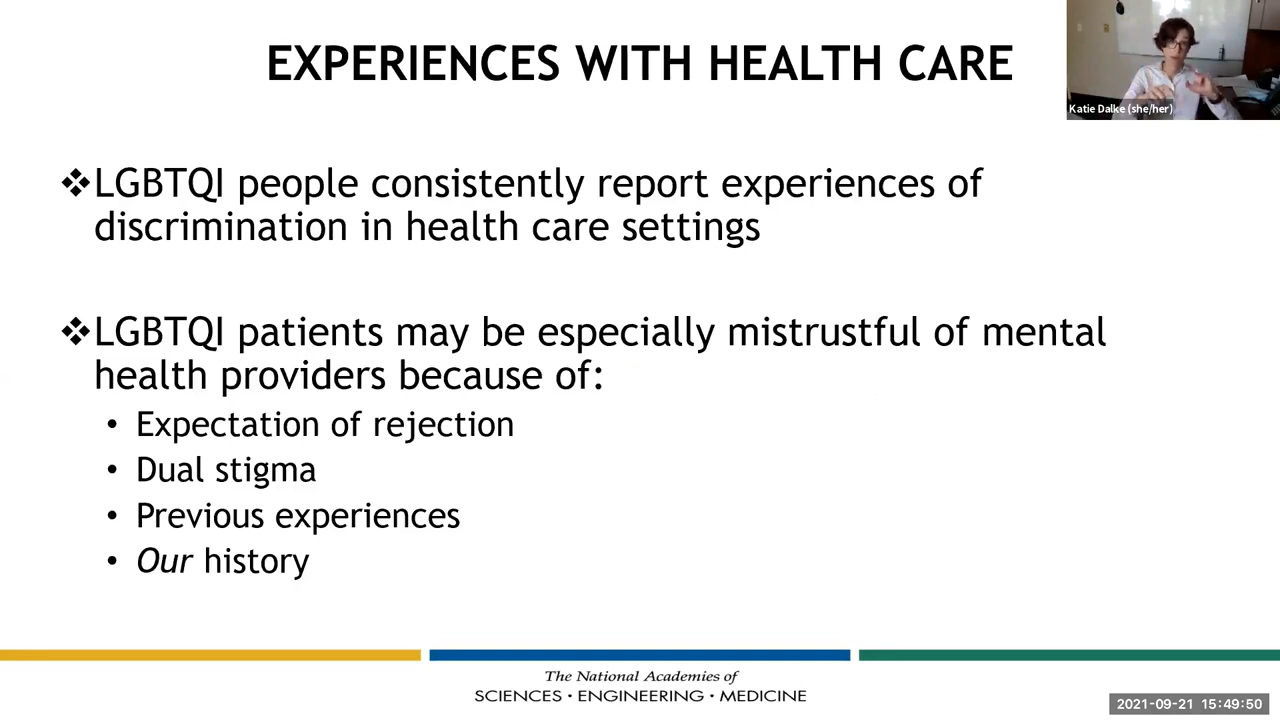 EXPERIENCES WITH HEALTH CARE
Katie Dalke (she/her)
❖LGBTQI people consistently report experiences of
discrimination in health care settings
❖LGBTQI patients may be especially mistrustful of mental
health providers because of:
• Expectation of rejection
• Dual stigma
• Previous experiences
• Our history
The National Academies of
SCIENCES • ENGINEERING • MEDICINE
2021-09-21 15:49:50